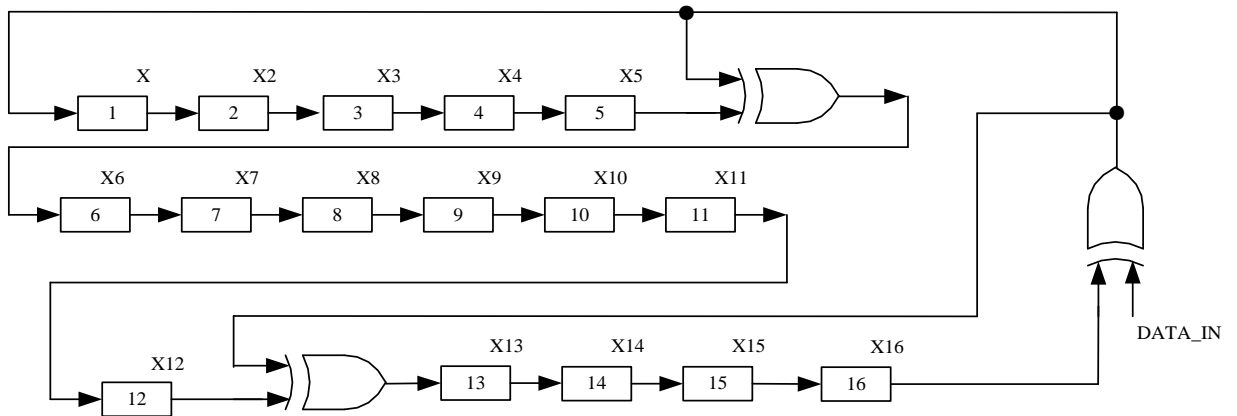 X X2 X3 X4 X5
1 2 3 4 5
X6 X7 X8 X9 X10 X11
6 7 8 9 10 11
DATA_IN
X12 X13 X14 X15 X16
12 13 14 15 16